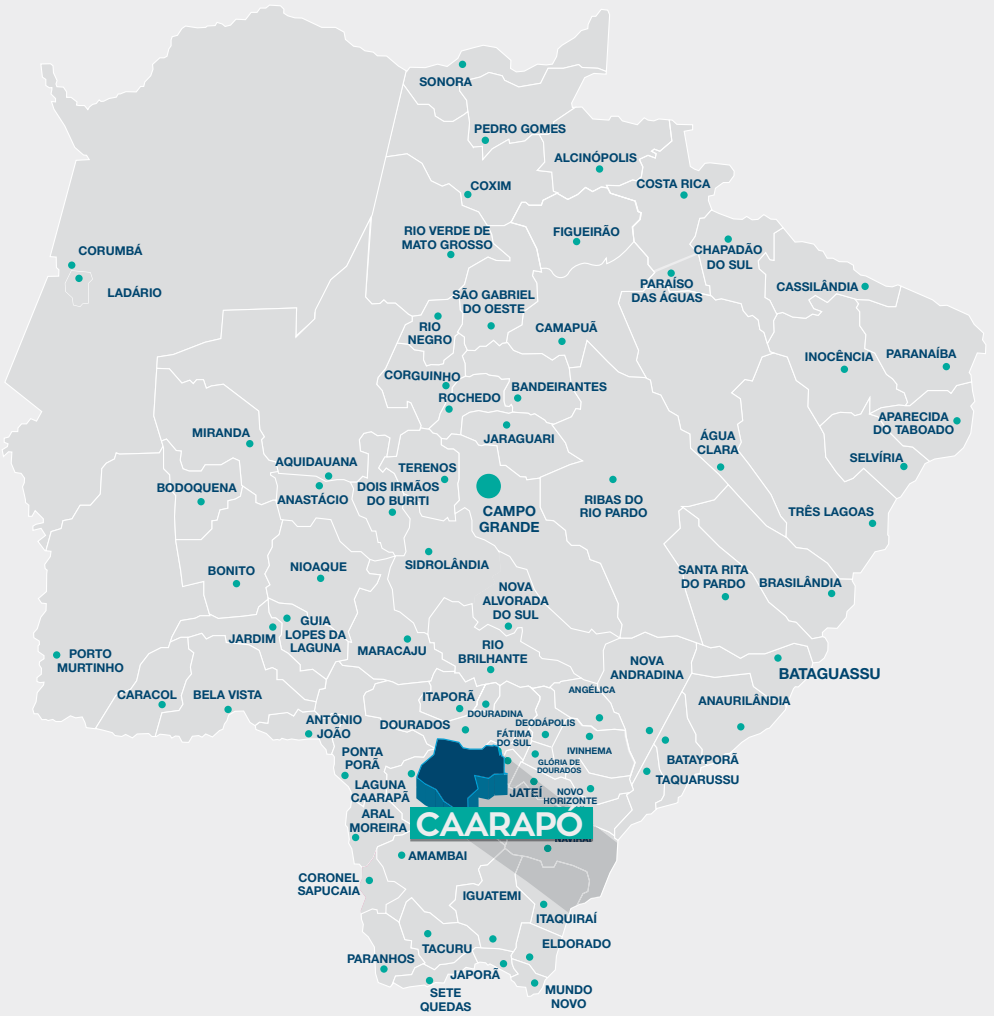 SONORA
PEDRO GOMES
ALCINÓPOLIS
COSTA RICA
COXIM
RIO VERDE DE
MATO GROSSO
FIGUEIRÃO
CHAPADÃO
DO SUL
CORUMBÁ
LADÁRIO
PARAÍSO
DAS ÁGUAS
CASSILÂNDIA
SÃO GABRIEL
DO OESTE
RIO
NEGRO
CAMAPUÃ
INOCÊNCIA
PARANAÍBA
CORGUINHO
ROCHEDO
BANDEIRANTES
APARECIDA
DO TABOADO
MIRANDA
JARAGUARI
ÁGUA
CLARA
SELVÍRIA
AQUIDAUANA
TERENOS
BODOQUENA
ANASTÁCIO
DOIS IRMÃOS
DO BURITI
CAMPO
GRANDE
RIBAS DO
RIO PARDO
TRÊS LAGOAS
SIDROLÂNDIA
BONITO
NIOAQUE
SANTA RITA
DO PARDO
BRASILÂNDIA
NOVA
ALVORADA
DO SUL
JARDIM
GUIA
LOPES DA
LAGUNA
MARACAJU
RIO
BRILHANTE
PORTO
MURTINHO
NOVA
ANDRADINA
BATAGUASSU
CARACOL
BELA VISTA
ITAPORÃ
ANGÉLICA
ANAURILÂNDIA
DOURADINA
ANTÔNIO
JOÃO
DOURADOS
DEODÁPOLIS
FÁTIMA
DO SUL
IVINHEMA
PONTA
PORÃ
GLÓRIA DE
DOURADOS
BATAYPORÃ
TAQUARUSSU
LAGUNA
CAARAPÃ
JATEÍ
NOVO
HORIZONTE
ARAL
MOREIRA
CAARAPÓ
AMAMBAI
CORONEL
SAPUCAIA
IGUATEMI
ITAQUIRAÍ
TACURU
ELDORADO
PARANHOS
JAPORÃ
SETE
QUEDAS
MUNDO
NOVO